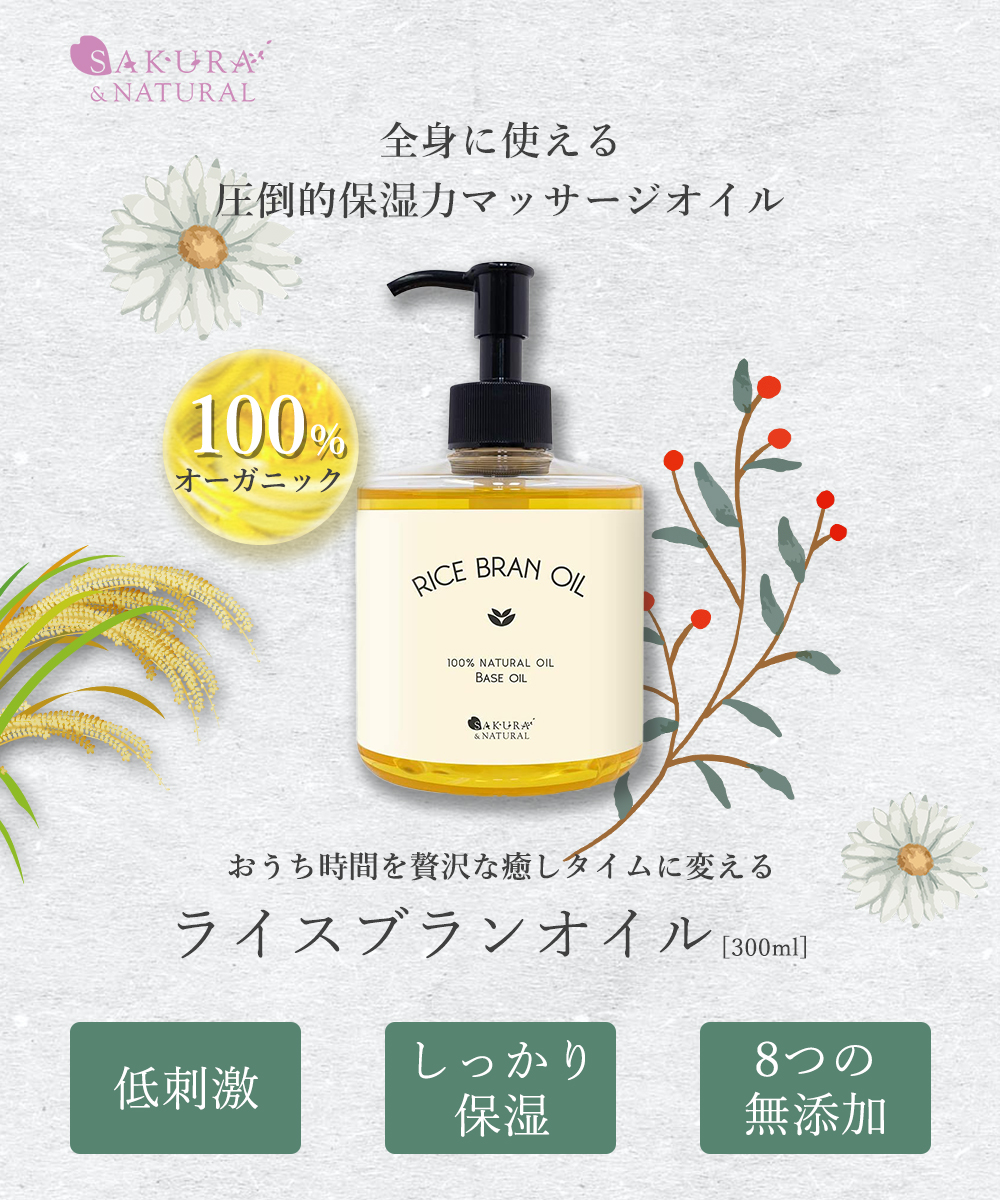 SAKURA
& NATURAL
全身に使える
圧倒的保湿力マッサージオイル
100%
オーガニック
RICE BRAN OIL
100% NATURAL OIL
BASE OIL
SAKURA
& NATURAL
おうち時間を贅沢な癒しタイムに変える
ライスブランオイル[300ml]
低刺激
しっかり
保湿
8つの
無添加